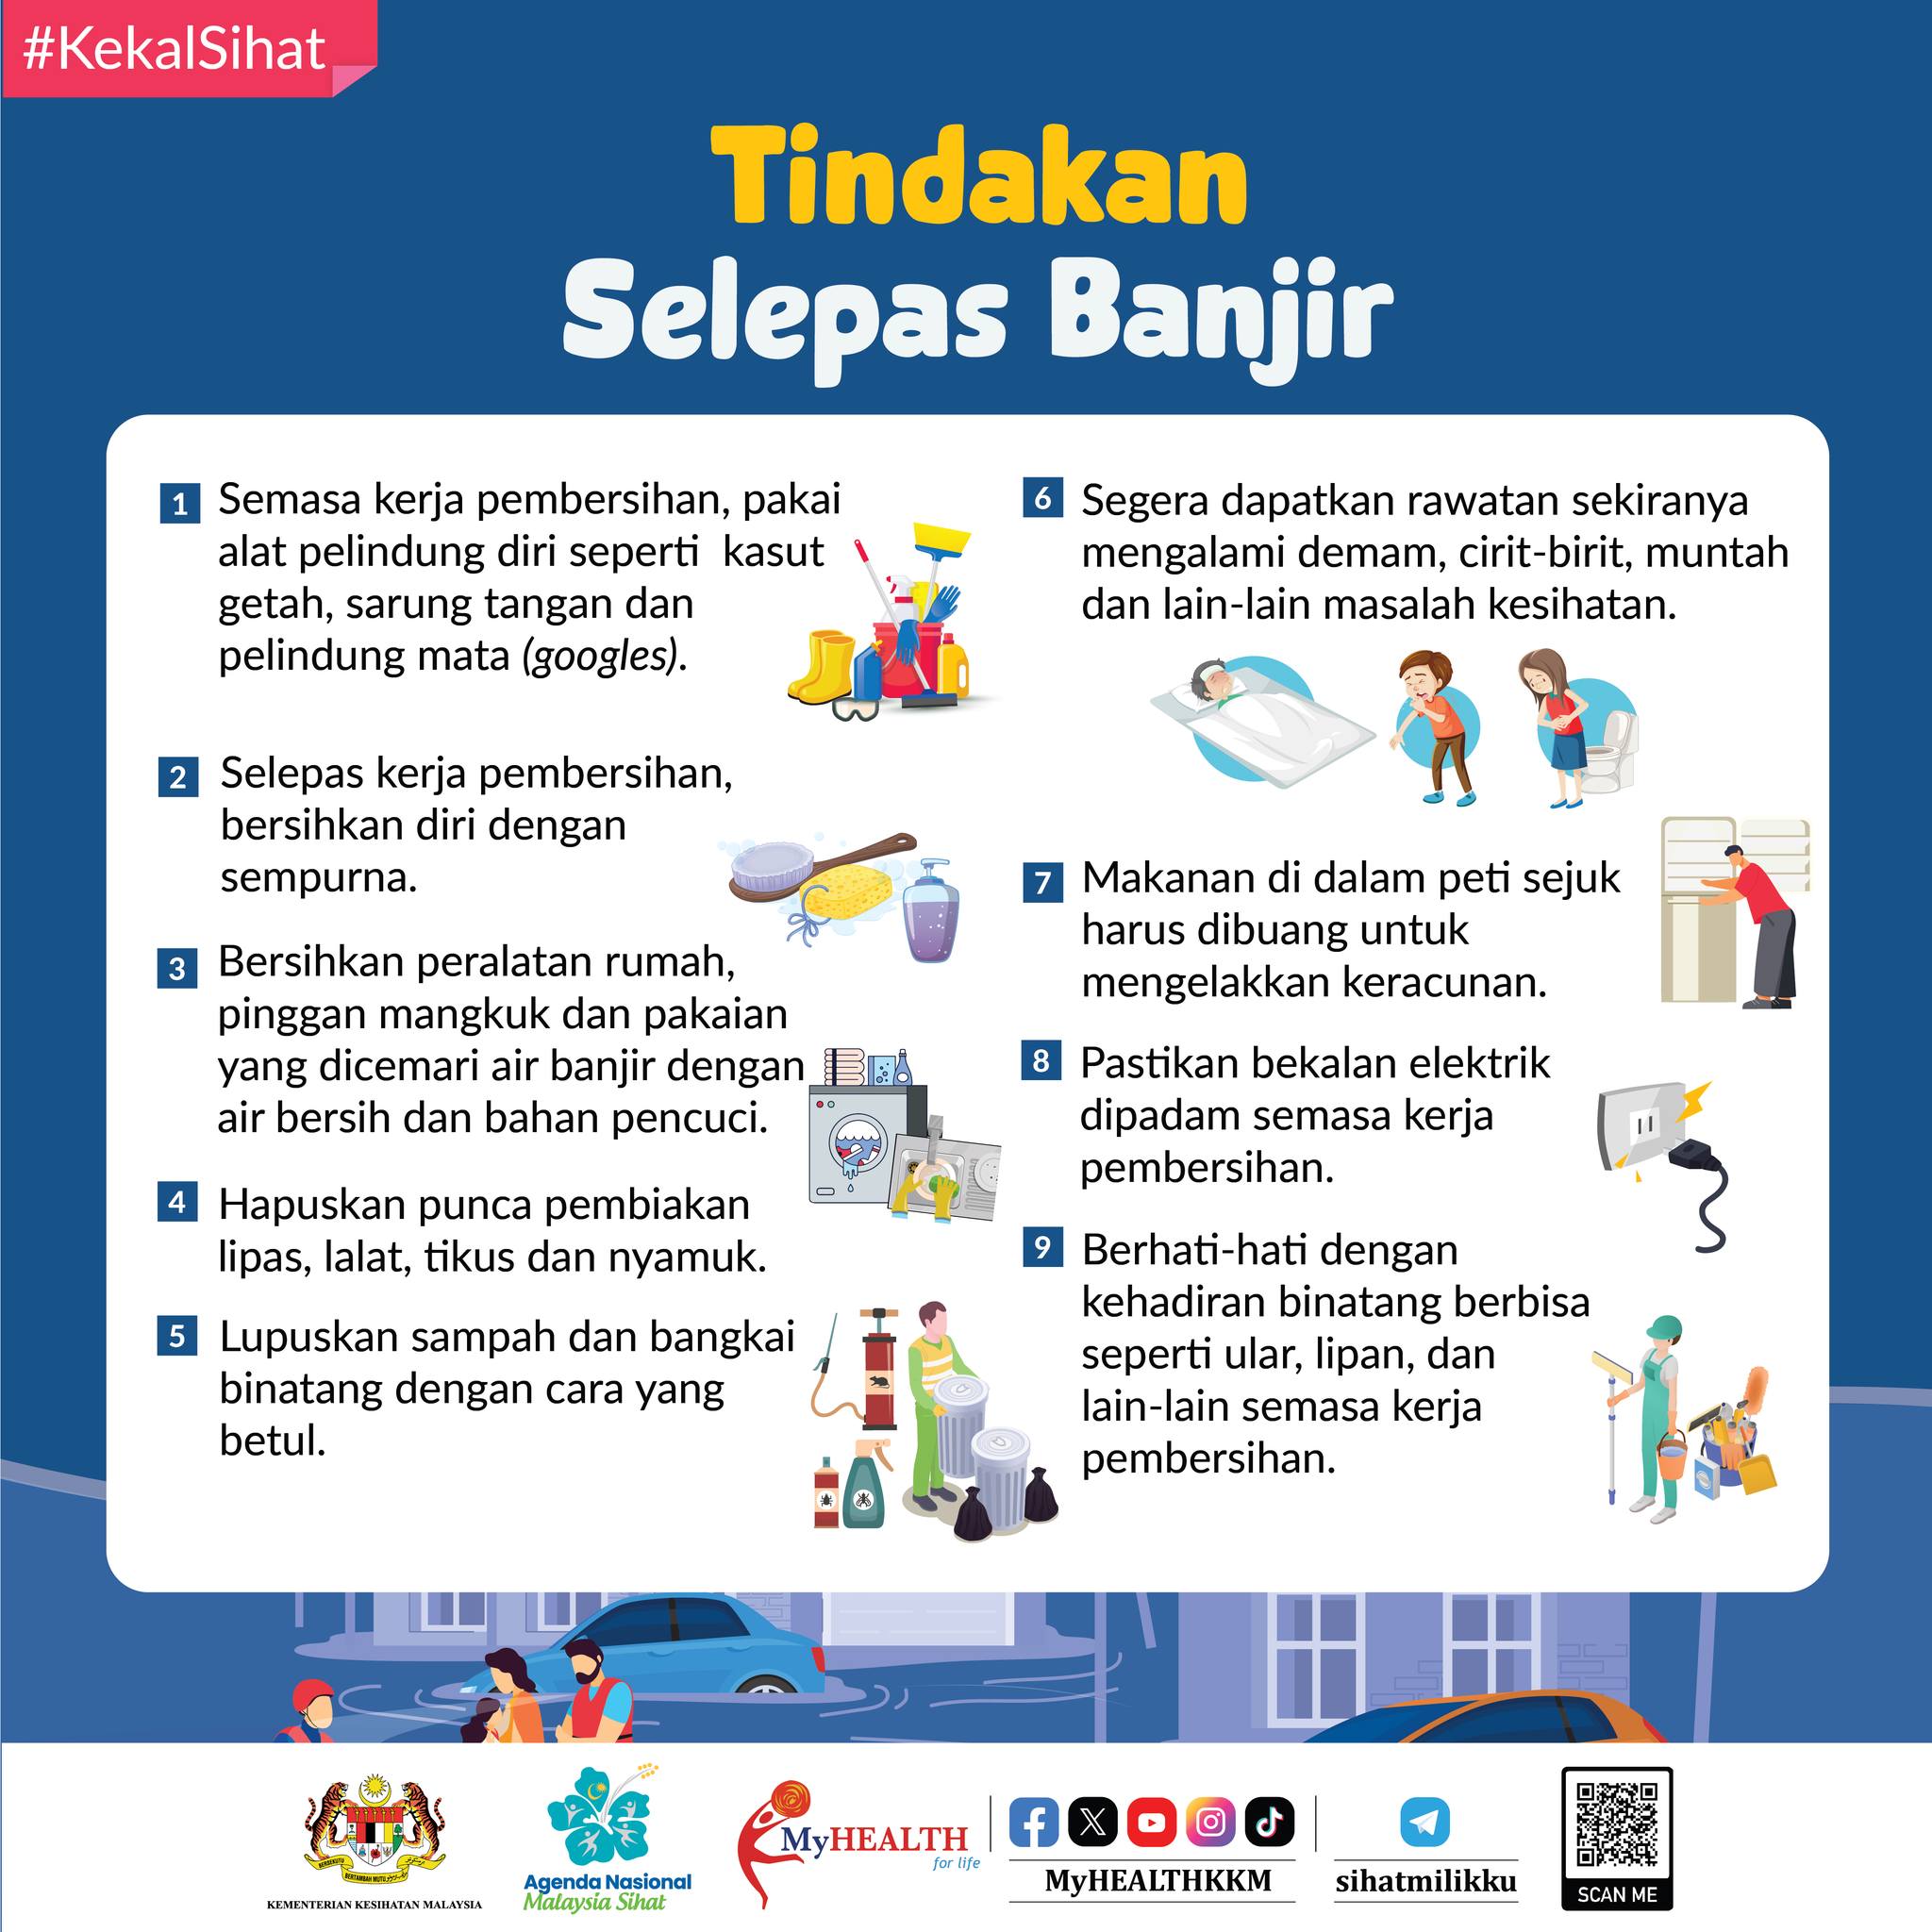 #KekalSihat
Tindakan
Selepas Banjir
1 Semasa kerja pembersihan, pakai
alat pelindung diri seperti kasut
getah, sarung tangan dan
pelindung mata (googles).
2 Selepas kerja pembersihan,
bersihkan diri dengan
sempurna.
3 Bersihkan peralatan rumah,
pinggan mangkuk dan pakaian
yang dicemari air banjir dengan
air bersih dan bahan pencuci.
4 Hapuskan punca pembiakan
lipas, lalat, tikus dan nyamuk.
5 Lupuskan sampah dan bangkai
binatang dengan cara yang
betul.
6 Segera dapatkan rawatan sekiranya
mengalami demam, cirit-birit, muntah
dan lain-lain masalah kesihatan.
7 Makanan di dalam peti sejuk
harus dibuang untuk
mengelakkan keracunan.
8 Pastikan bekalan elektrik
dipadam semasa kerja
pembersihan.
9 Berhati-hati dengan
kehadiran binatang berbisa
seperti ular, lipan, dan
lain-lain semasa kerja
pembersihan.
KEMENTERIAN KESIHATAN MALAYSIA
Agenda Nasional
Malaysia Sihat
MyHEALTH
for life
MyHEALTHKKM
sihatmilikku
SCAN ME